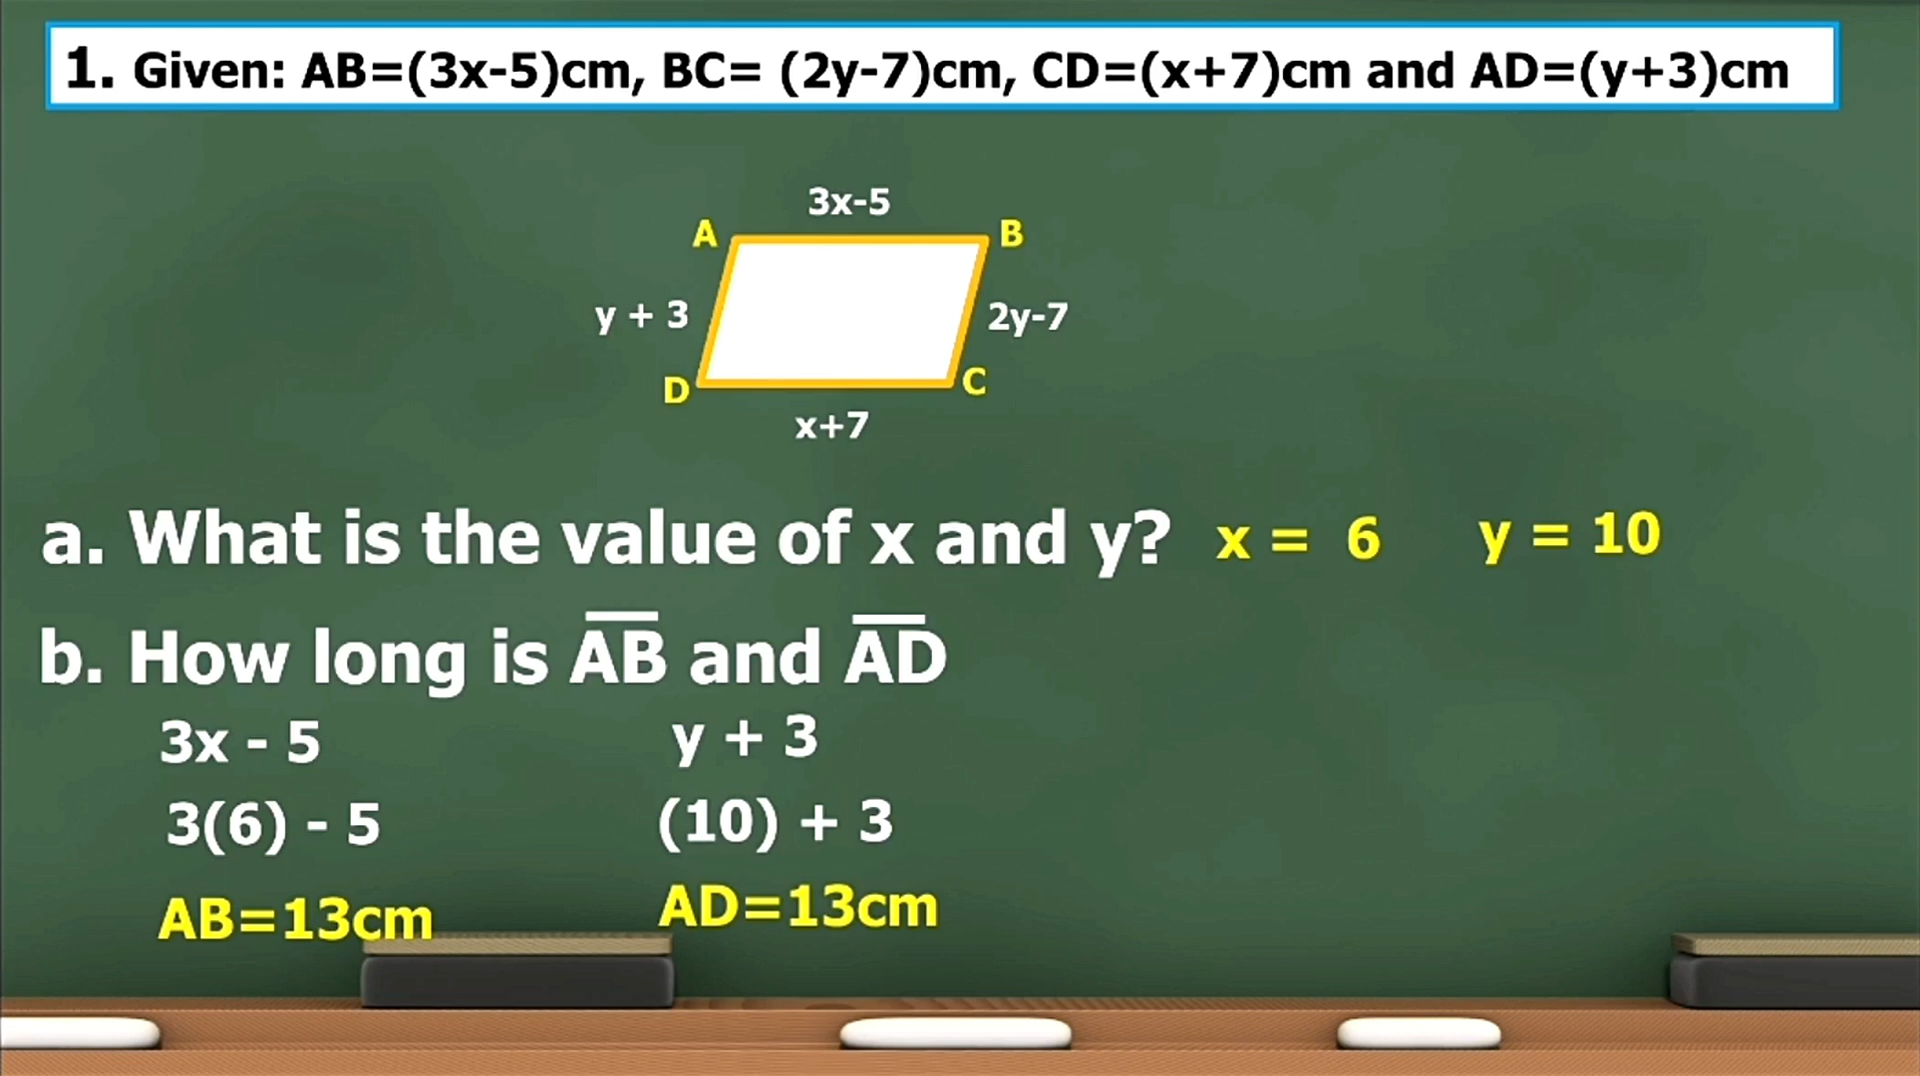 1. Given: AB=(3x-5)cm, BC= (2y-7)cm, CD=(x+7)cm and AD=(y+3)cm
3x-5
A B
y + 3 2y-7
D C
x+7
a. What is the value of x and y? x = 6 y = 10
b. How long is A̅B̅ and A̅D̅
3x - 5 y + 3
3(6) - 5 (10) + 3
AB=13cm AD=13cm